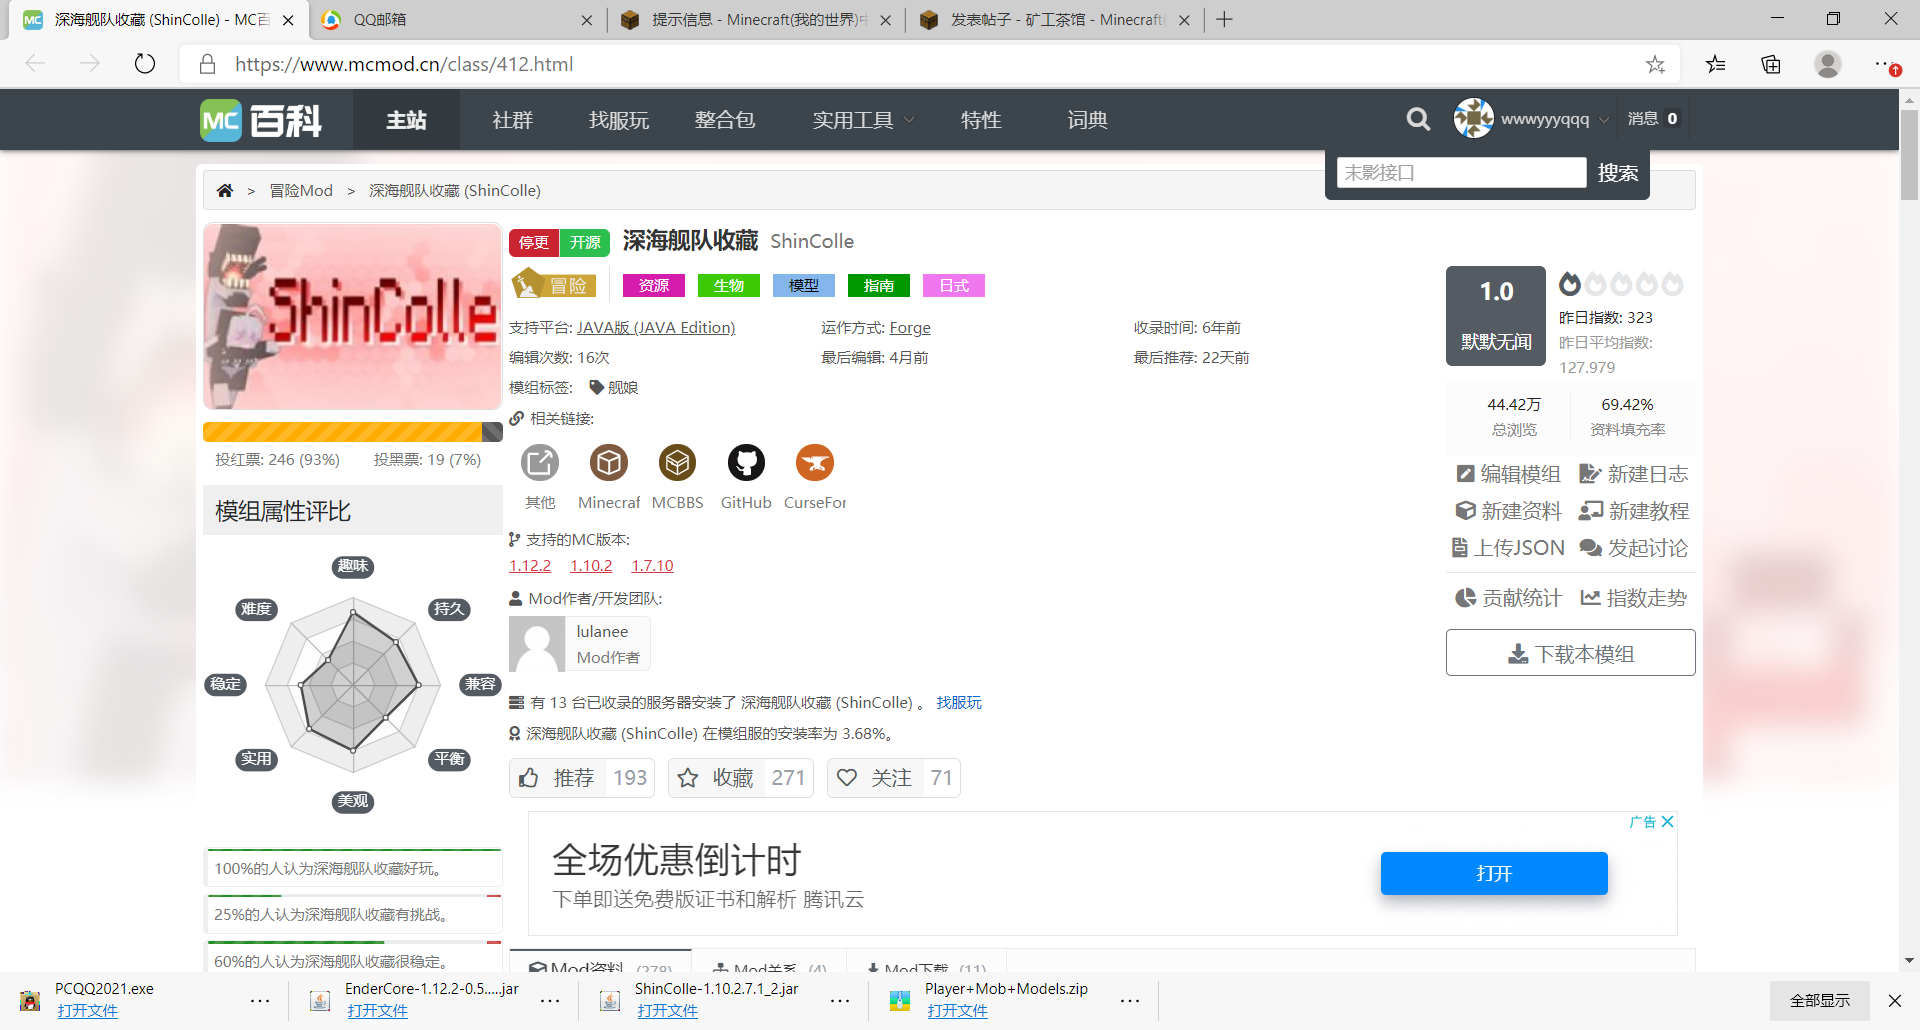 深海舰队收藏 (ShinColle) - MC百
QQ邮箱
提示信息 - Minecraft(我的世界)中
发表帖子 - 矿工茶馆 - Minecraft(
https://www.mcmod.cn/class/412.html
MC 百科
主站 社群 找服玩 整合包 实用工具 特性 词典
wwwyyyqqq 消息 0
末影接口 搜索
> 冒险Mod > 深海舰队收藏 (ShinColle)
ShinColle
停更 开源 深海舰队收藏 ShinColle
冒险 资源 生物 模型 指南 日式
支持平台: JAVA版 (JAVA Edition) 运作方式: Forge 收录时间: 6年前
编辑次数: 16次 最后编辑: 4月前 最后推荐: 22天前
模组标签: 舰娘
相关链接:
其他 Minecraf MCBBS GitHub CurseFor
支持的MC版本:
1.12.2 1.10.2 1.7.10
Mod作者/开发团队:
lulanee
Mod作者
有 13 台已收录的服务器安装了 深海舰队收藏 (ShinColle) 。 找服玩
深海舰队收藏 (ShinColle) 在模组服的安装率为 3.68%。
推荐 193 收藏 271 关注 71
投红票: 246 (93%) 投黑票: 19 (7%)
模组属性评比
趣味
难度 持久
稳定 兼容
实用 平衡
美观
100%的人认为深海舰队收藏好玩。
25%的人认为深海舰队收藏有挑战。
60%的人认为深海舰队收藏很稳定。
1.0
默默无闻
昨日指数: 323
昨日平均指数:
127.979
44.42万 69.42%
总浏览 资料填充率
编辑模组 新建日志
新建资料 新建教程
上传JSON 发起讨论
贡献统计 指数走势
下载本模组
广告
全场优惠倒计时
下单即送免费版证书和解析 腾讯云
打开
Mod资料 (278) Mod关系 (4) Mod下载 (11)
PCQQ2021.exe
打开文件
EnderCore-1.12.2-0.5.....jar
打开文件
ShinColle-1.10.2.7.1_2.jar
打开文件
Player+Mob+Models.zip
打开文件
全部显示